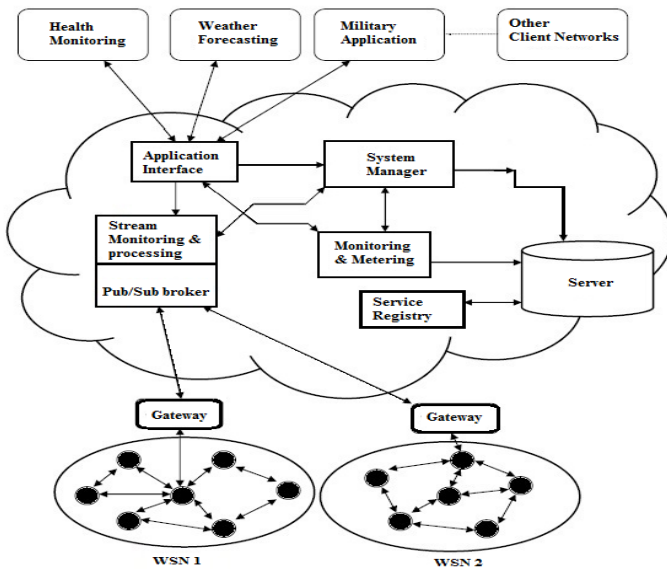 Health
Monitoring
Weather
Forecasting
Military
Application
Other
Client Networks
Application
Interface
System
Manager
Stream
Monitoring &
processing
Monitoring
& Metering
Pub/Sub broker
Service
Registry
Server
Gateway
Gateway
WSN 1
WSN 2